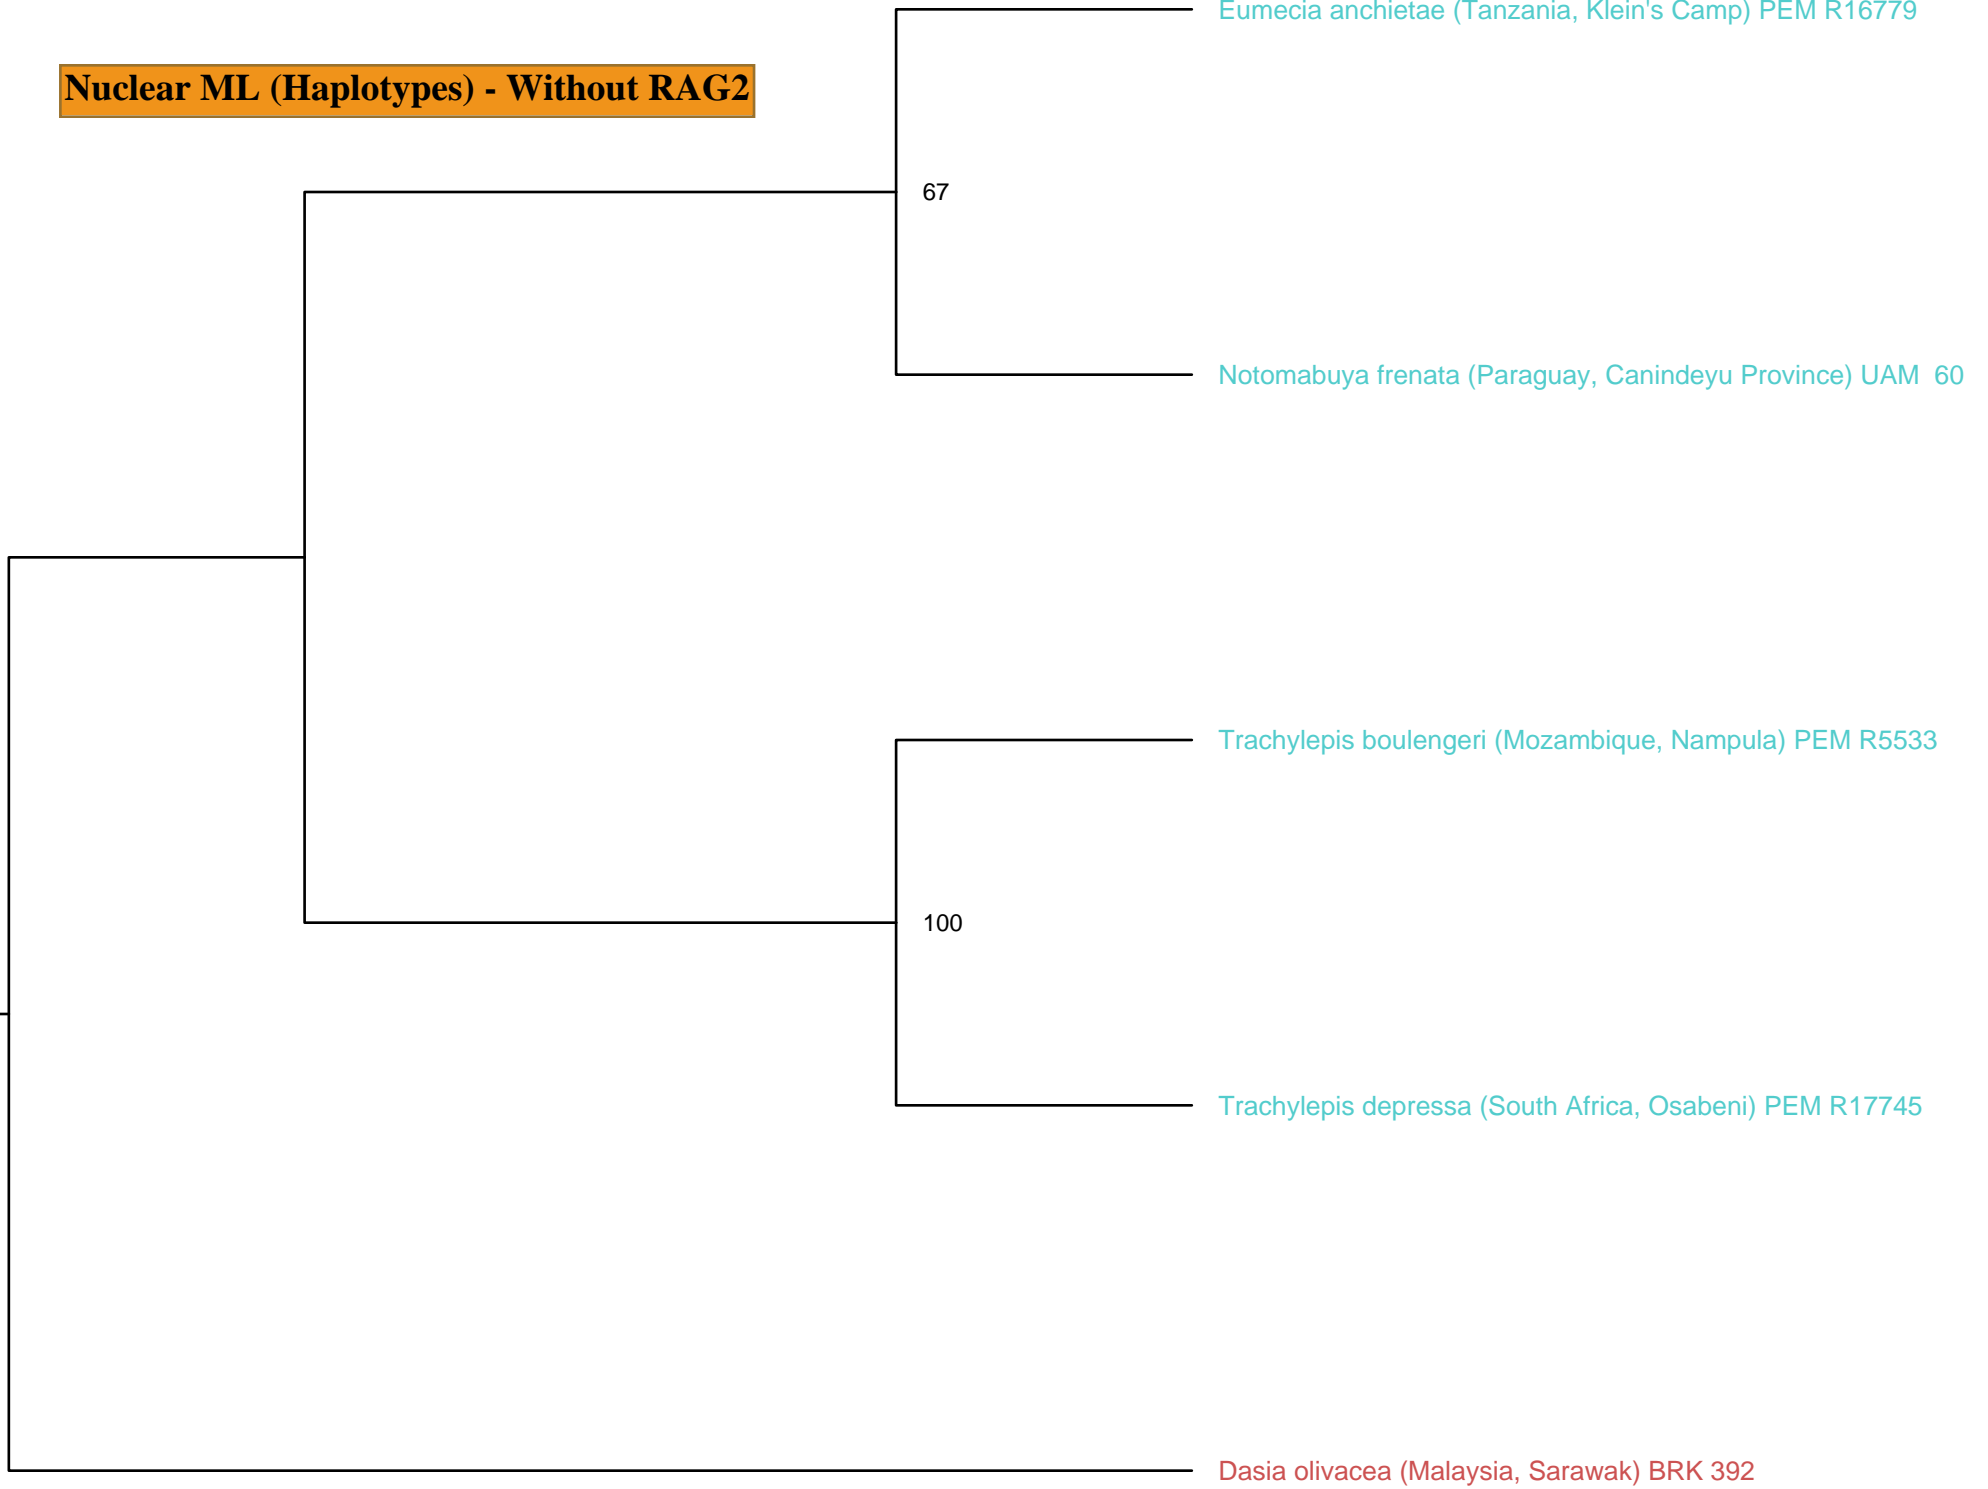 Eumecia anchietae (Tanzania, Klein's Camp) PEM R16779
Nuclear ML (Haplotypes) - Without RAG2
67
Notomabuya frenata (Paraguay, Canindeyu Province) UAM  60
Trachylepis boulengeri (Mozambique, Nampula) PEM R5533
100
Trachylepis depressa (South Africa, Osabeni) PEM R17745
Dasia olivacea (Malaysia, Sarawak) BRK 392